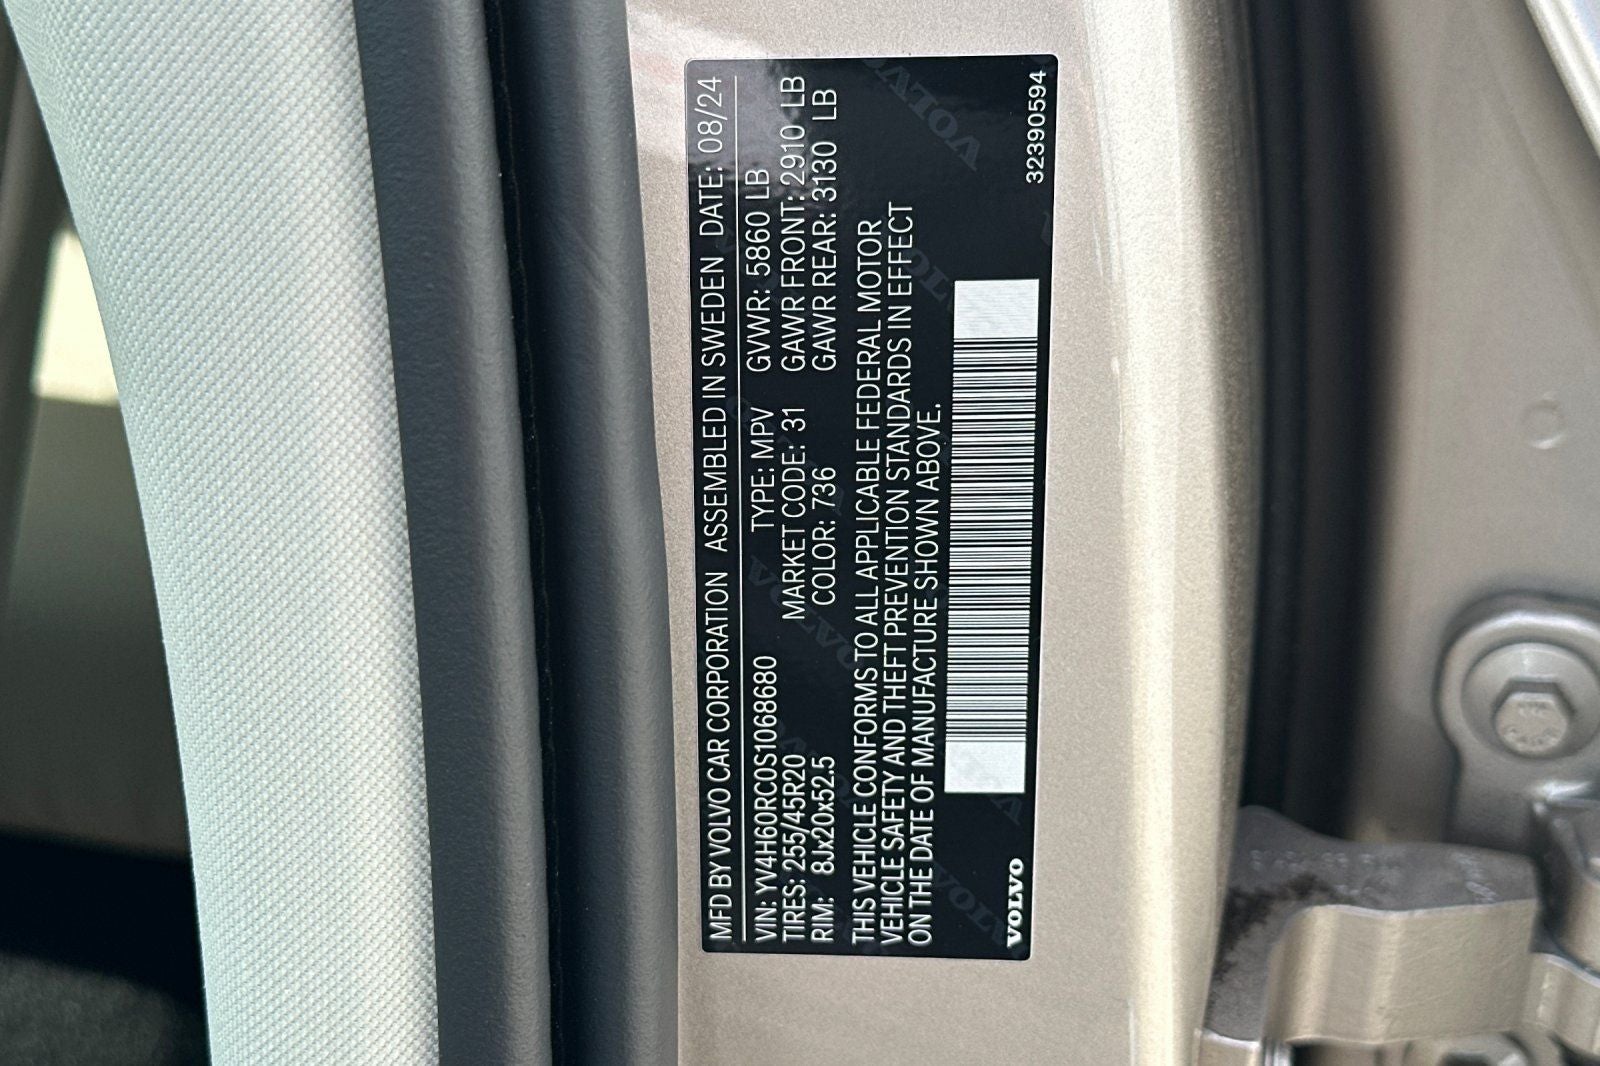 MFD BY VOLVO CAR CORPORATION ASSEMBLED IN SWEDEN DATE: 08/24
VIN: YV4H60RC0S1068680 TYPE: MPV GVWR: 5860 LB
TIRES: 255/45R20 MARKET CODE: 31 GAWR FRONT: 2910 LB
RIM: 8Jx20x52.5 COLOR: 736 GAWR REAR: 3130 LB
THIS VEHICLE CONFORMS TO ALL APPLICABLE FEDERAL MOTOR
VEHICLE SAFETY AND THEFT PREVENTION STANDARDS IN EFFECT
ON THE DATE OF MANUFACTURE SHOWN ABOVE.
VOLVO 32390594